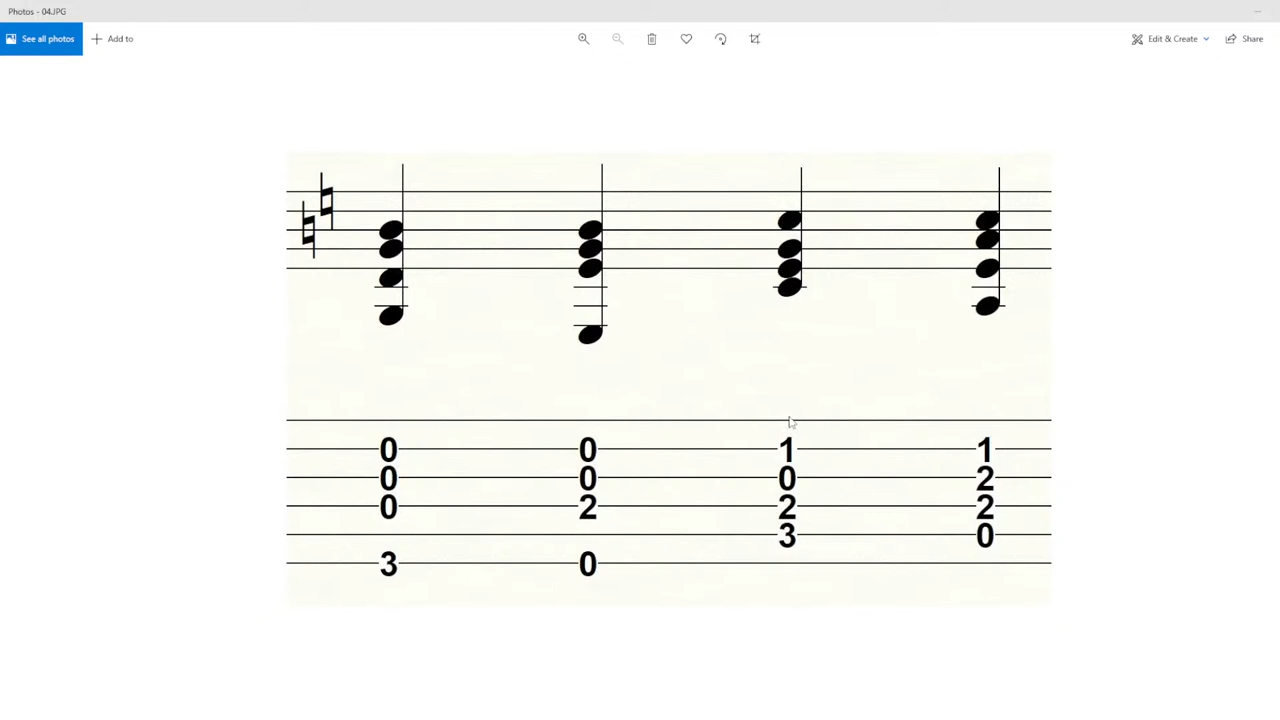 Photos - 04.JPG
See all photos
Add to
Edit & Create
Share
0 0 1 1
0 0 0 2
0 2 2 2
3 0
3 0